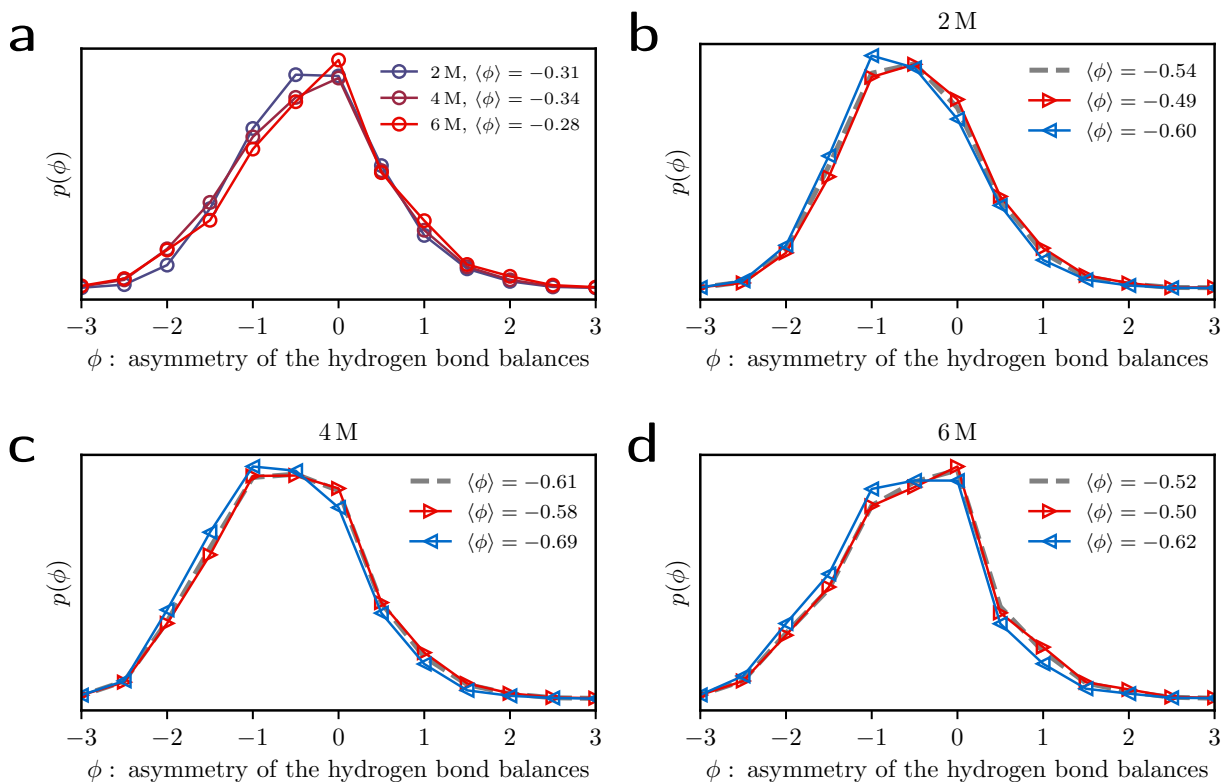 a
2 M, ⟨ϕ⟩ = −0.31
4 M, ⟨ϕ⟩ = −0.34
6 M, ⟨ϕ⟩ = −0.28
p(ϕ)
−3 −2 −1 0 1 2 3
ϕ : asymmetry of the hydrogen bond balances
b
2 M
⟨ϕ⟩ = −0.54
⟨ϕ⟩ = −0.49
⟨ϕ⟩ = −0.60
p(ϕ)
−3 −2 −1 0 1 2 3
ϕ : asymmetry of the hydrogen bond balances
c
4 M
⟨ϕ⟩ = −0.61
⟨ϕ⟩ = −0.58
⟨ϕ⟩ = −0.69
p(ϕ)
−3 −2 −1 0 1 2 3
ϕ : asymmetry of the hydrogen bond balances
d
6 M
⟨ϕ⟩ = −0.52
⟨ϕ⟩ = −0.50
⟨ϕ⟩ = −0.62
p(ϕ)
−3 −2 −1 0 1 2 3
ϕ : asymmetry of the hydrogen bond balances